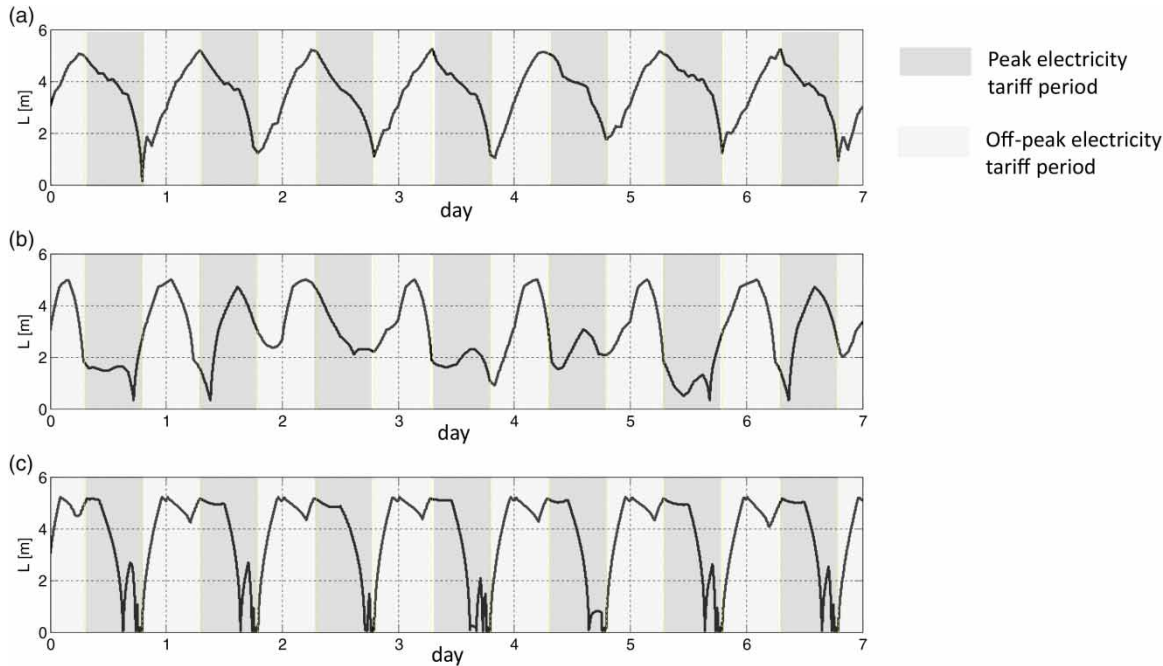 (a)
6
4
2
0
L [m]
0 1 2 3 4 5 6 7
day
Peak electricity
tariff period
Off-peak electricity
tariff period
(b)
6
4
2
0
L [m]
0 1 2 3 4 5 6 7
day
(c)
6
4
2
0
L [m]
0 1 2 3 4 5 6 7
day